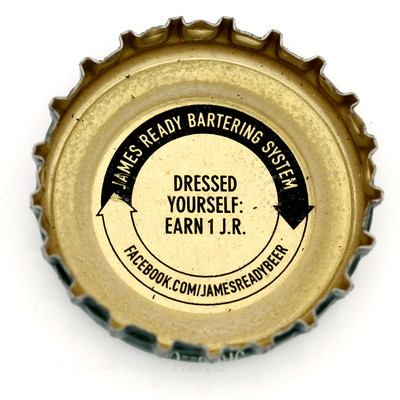 JAMES READY BARTERING SYSTEM
DRESSED
YOURSELF:
EARN 1 J.R.
FACEBOOK.COM/JAMESREADYBEER